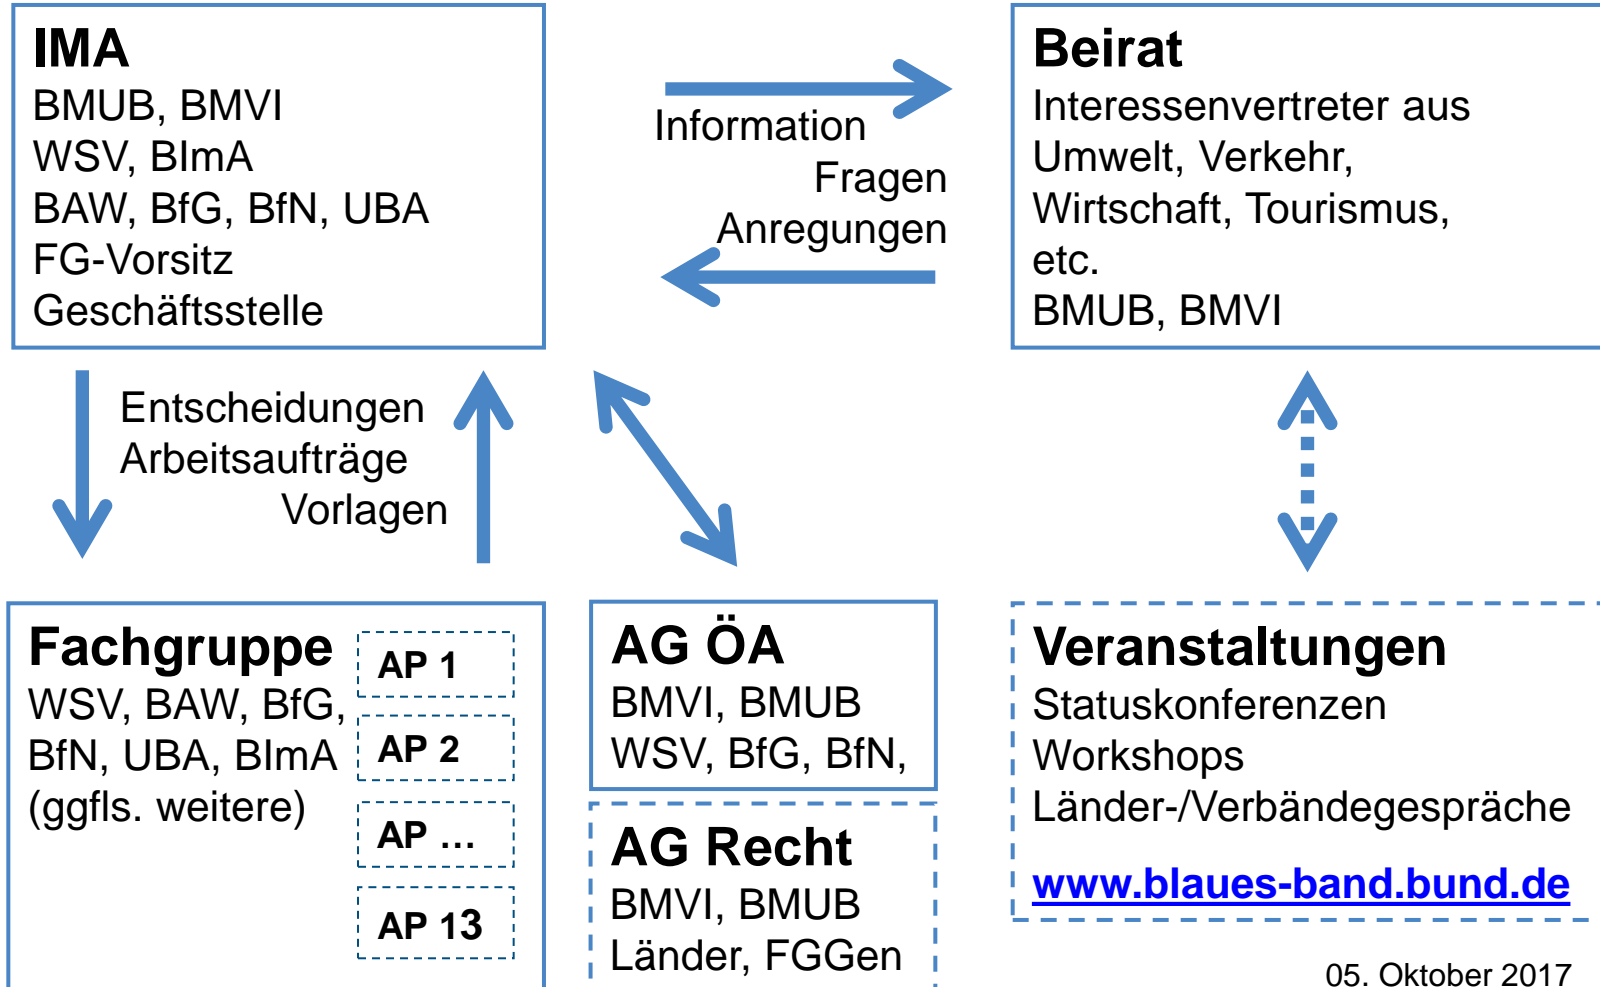 IMA
BMUB, BMVI
WSV, BImA
BAW, BfG, BfN, UBA
FG-Vorsitz
Geschäftsstelle
Information
Fragen
Anregungen
Beirat
Interessenvertreter aus
Umwelt, Verkehr,
Wirtschaft, Tourismus,
etc.
BMUB, BMVI
Entscheidungen
Arbeitsaufträge
Vorlagen
Fachgruppe
WSV, BAW, BfG,
BfN, UBA, BImA
(ggfls. weitere)
AP 1
AP 2
AP ...
AP 13
AG ÖA
BMVI, BMUB
WSV, BfG, BfN,
AG Recht
BMVI, BMUB
Länder, FGGen
Veranstaltungen
Statuskonferenzen
Workshops
Länder-/Verbändegespräche
www.blaues-band.bund.de
05. Oktober 2017